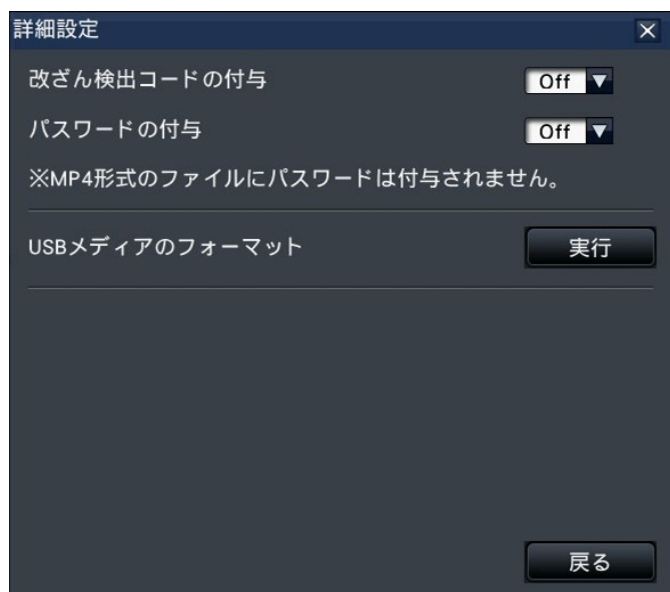 詳細設定
改ざん検出コードの付与 Off
パスワードの付与 Off
※MP4形式のファイルにパスワードは付与されません。
USBメディアのフォーマット 実行
戻る